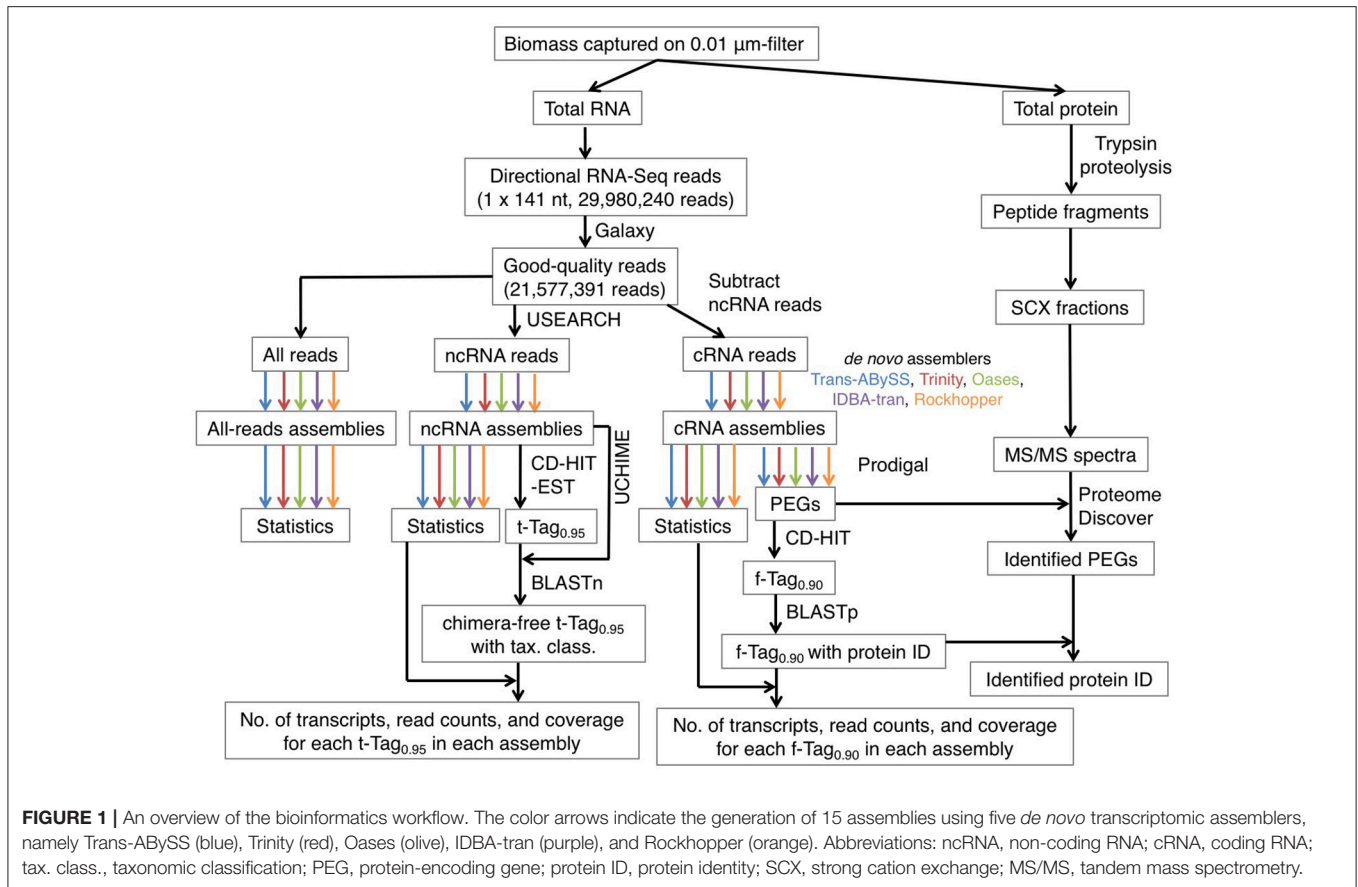 Biomass captured on 0.01 µm-filter
Total RNA
Total protein
Trypsin
proteolysis
Directional RNA-Seq reads
(1 x 141 nt, 29,980,240 reads)
Peptide fragments
Galaxy
Good-quality reads
(21,577,391 reads)
Subtract
ncRNA reads
SCX fractions
USEARCH
All reads
ncRNA reads
cRNA reads
de novo assemblers
Trans-ABySS, Trinity, Oases,
IDBA-tran, Rockhopper
All-reads assemblies
ncRNA assemblies
cRNA assemblies
UCHIME
CD-HIT
-EST
Prodigal
MS/MS spectra
Statistics
Statistics
t-Tag0.95
Statistics
PEGs
Proteome
Discover
CD-HIT
Identified PEGs
BLASTn
f-Tag0.90
BLASTp
chimera-free t-Tag0.95
with tax. class.
f-Tag0.90 with protein ID
Identified protein ID
No. of transcripts, read counts, and coverage
for each t-Tag0.95 in each assembly
No. of transcripts, read counts, and coverage
for each f-Tag0.90 in each assembly
FIGURE 1 | An overview of the bioinformatics workflow. The color arrows indicate the generation of 15 assemblies using five de novo transcriptomic assemblers,
namely Trans-ABySS (blue), Trinity (red), Oases (olive), IDBA-tran (purple), and Rockhopper (orange). Abbreviations: ncRNA, non-coding RNA; cRNA, coding RNA;
tax. class., taxonomic classification; PEG, protein-encoding gene; protein ID, protein identity; SCX, strong cation exchange; MS/MS, tandem mass spectrometry.